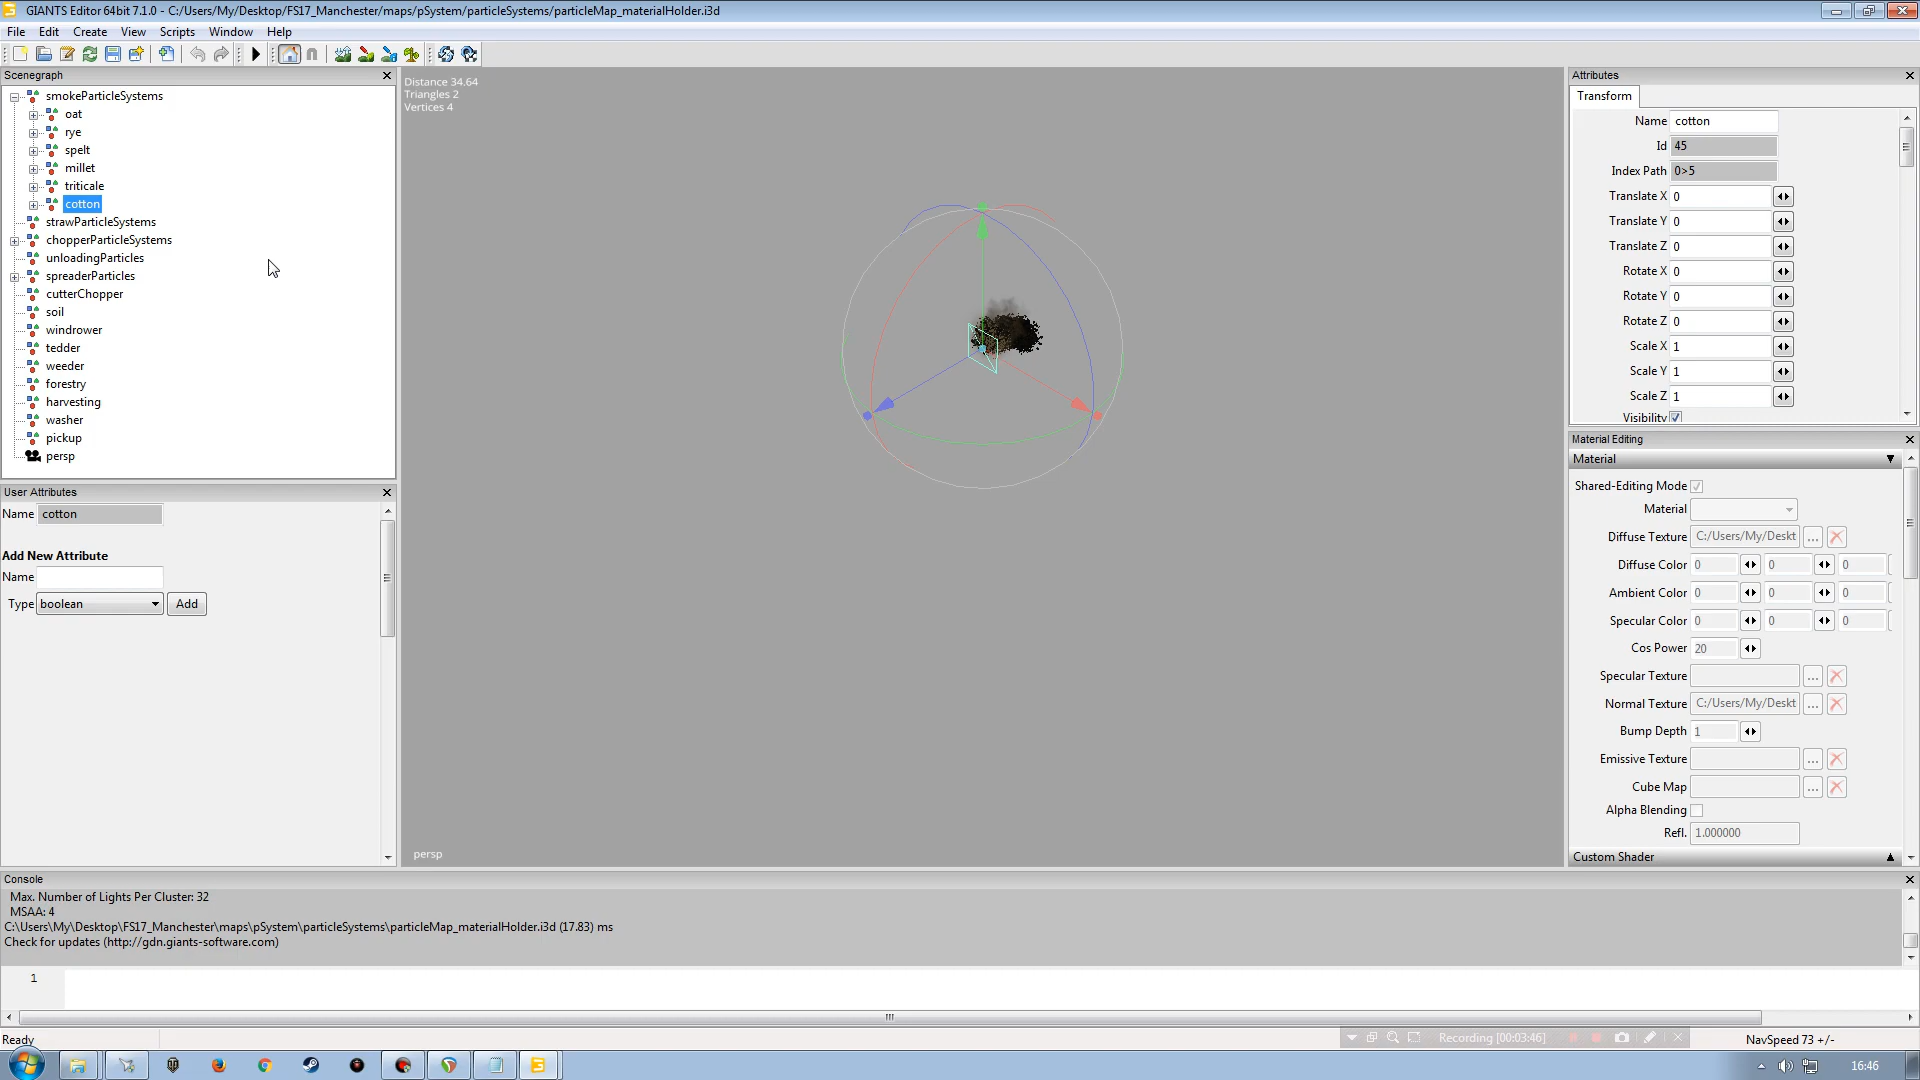 GIANTS Editor 64bit 7.1.0 - C:/Users/My/Desktop/FS17_Manchester/maps/pSystem/particleSystems/particleMap_materialHolder.i3d
File Edit Create View Scripts Window Help
Scenegraph
smokeParticleSystems
oat
rye
spelt
millet
triticale
cotton
strawParticleSystems
chopperParticleSystems
unloadingParticles
spreaderParticles
cutterChopper
soil
windrower
tedder
weeder
forestry
harvesting
washer
pickup
persp
User Attributes
Name cotton
Add New Attribute
Name
Type boolean Add
Distance 34.64
Triangles 2
Vertices 4
persp
Attributes
Transform
Name cotton
Id 45
Index Path 0>5
Translate X 0
Translate Y 0
Translate Z 0
Rotate X 0
Rotate Y 0
Rotate Z 0
Scale X 1
Scale Y 1
Scale Z 1
Visibility
Material Editing
Material
Shared-Editing Mode
Material
Diffuse Texture C:/Users/My/Deskt ...
Diffuse Color 0 0 0
Ambient Color 0 0 0
Specular Color 0 0 0
Cos Power 20
Specular Texture ...
Normal Texture C:/Users/My/Deskt ...
Bump Depth 1
Emissive Texture ...
Cube Map ...
Alpha Blending
Refl. 1.000000
Custom Shader
Console
Max. Number of Lights Per Cluster: 32
MSAA: 4
C:\Users\My\Desktop\FS17_Manchester\maps\pSystem\particleSystems\particleMap_materialHolder.i3d (17.83) ms
Check for updates (http://gdn.giants-software.com)
1
Ready
Recording [00:03:46]
NavSpeed 73 +/-
16:46